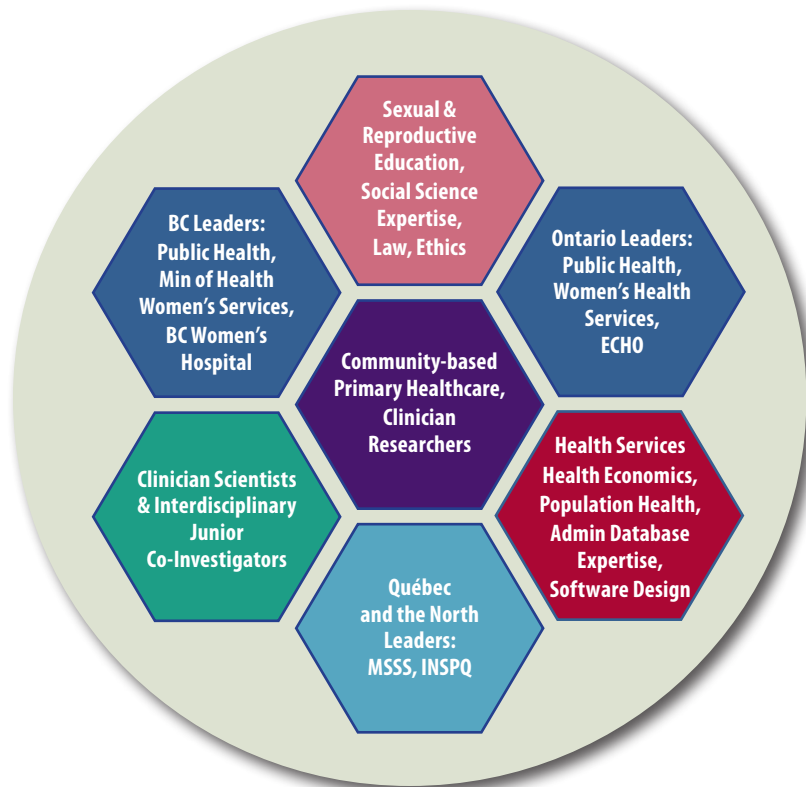 Sexual &
Reproductive
Education,
Social Science
Expertise,
Law, Ethics
BC Leaders:
Public Health,
Min of Health
Women’s Services,
BC Women’s
Hospital
Ontario Leaders:
Public Health,
Women’s Health
Services,
ECHO
Community-based
Primary Healthcare,
Clinician
Researchers
Clinician Scientists
& Interdisciplinary
Junior
Co-Investigators
Health Services
Health Economics,
Population Health,
Admin Database
Expertise,
Software Design
Québec
and the North
Leaders:
MSSS, INSPQ